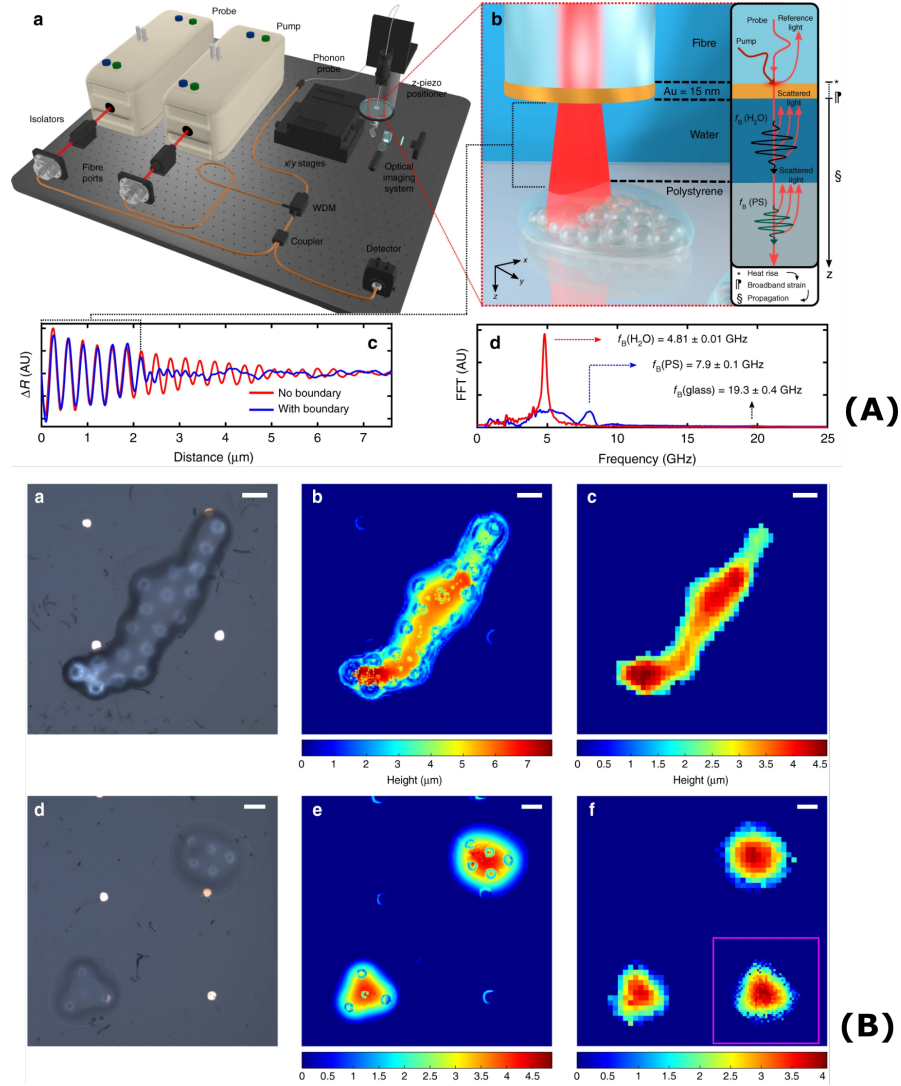 a
Probe
Pump
Phonon
probe
z-piezo
positioner
Isolators
Fibre
ports
x/y stages
Optical
imaging
system
WDM
Coupler
Detector
b
Fibre
Au = 15 nm
Water
Polystyrene
x
y
z
Probe
Reference
light
Pump
*
Scattered
light
fB (H2O)
Scattered
light
fB (PS)
§
z
* Heat rise
Broadband strain
§ Propagation
c
ΔR (AU)
No boundary
With boundary
0 1 2 3 4 5 6 7
Distance (μm)
d
FFT (AU)
fB(H2O) = 4.81 ± 0.01 GHz
fB(PS) = 7.9 ± 0.1 GHz
fB(glass) = 19.3 ± 0.4 GHz
0 5 10 15 20 25
Frequency (GHz)
(A)
a
b
c
0 1 2 3 4 5 6 7
Height (μm)
0 0.5 1 1.5 2 2.5 3 3.5 4 4.5
Height (μm)
d
e
f
0 0.5 1 1.5 2 2.5 3 3.5 4 4.5
0 0.5 1 1.5 2 2.5 3 3.5 4
(B)